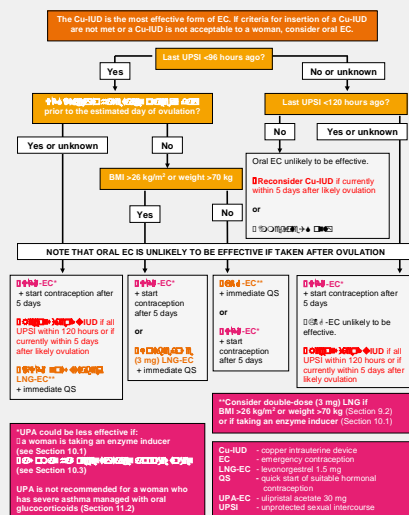 The Cu-IUD is the most effective form of EC. If criteria for insertion of a Cu-IUD
are not met or a Cu-IUD is not acceptable to a woman, consider oral EC.
Last UPSI <96 hours ago?
Yes
No or unknown
prior to the estimated day of ovulation?
Last UPSI <120 hours ago?
No
Yes or unknown
Yes or unknown
No
Oral EC unlikely to be effective.
Reconsider Cu-IUD if currently
within 5 days after likely ovulation
or
BMI >26 kg/m² or weight >70 kg
Yes
No
NOTE THAT ORAL EC IS UNLIKELY TO BE EFFECTIVE IF TAKEN AFTER OVULATION
-EC*
+ start contraception after
5 days
IUD if all
UPSI within 120 hours or if
currently within 5 days
after likely ovulation
LNG-EC**
+ immediate QS
-EC*
+ start
contraception
after 5 days
or
(3 mg) LNG-EC
+ immediate QS
-EC**
+ immediate QS
or
-EC*
+ start
contraception
after 5 days
-EC*
+ start contraception after
5 days
-EC unlikely to be
effective.
IUD if all
UPSI within 120 hours or if
currently within 5 days
after likely ovulation
**Consider double-dose (3 mg) LNG if
BMI >26 kg/m² or weight >70 kg (Section 9.2)
or if taking an enzyme inducer (Section 10.1)
*UPA could be less effective if:
a woman is taking an enzyme inducer
(see Section 10.1)
(see Section 10.3)
UPA is not recommended for a woman who
has severe asthma managed with oral
glucocorticoids (Section 11.2)
Cu-IUD - copper intrauterine device
EC - emergency contraception
LNG-EC - levonorgestrel 1.5 mg
QS - quick start of suitable hormonal
contraception
UPA-EC - ulipristal acetate 30 mg
UPSI - unprotected sexual intercourse